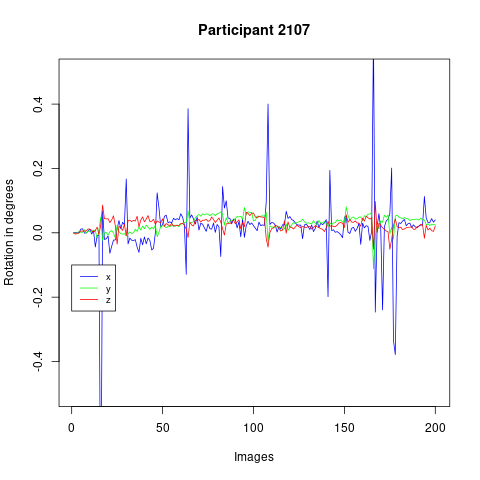 Participant 2107
Rotation in degrees
0.4
0.2
0.0
-0.2
-0.4
x
y
z
0 50 100 150 200
Images